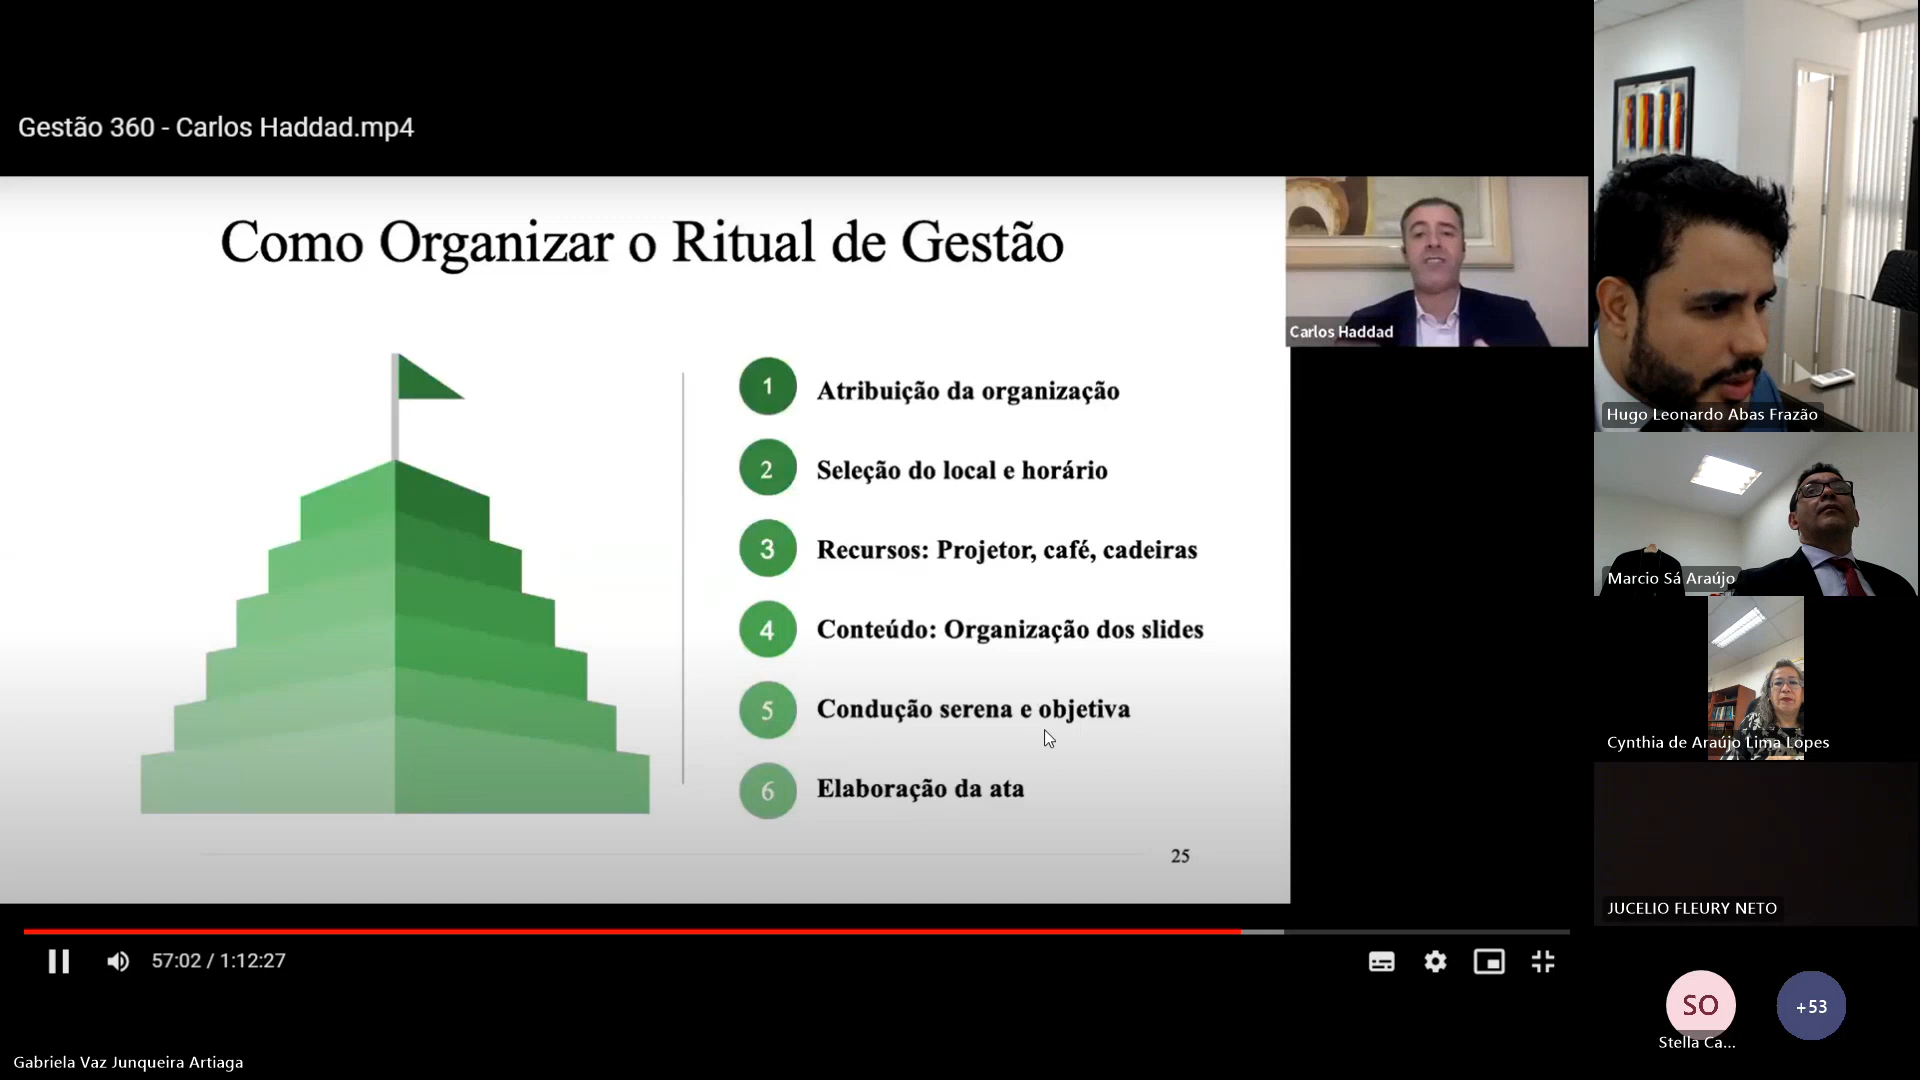 Gestão 360 - Carlos Haddad.mp4
Como Organizar o Ritual de Gestão
1 Atribuição da organização
2 Seleção do local e horário
3 Recursos: Projetor, café, cadeiras
4 Conteúdo: Organização dos slides
5 Condução serena e objetiva
6 Elaboração da ata
25
Carlos Haddad
57:02 / 1:12:27
Gabriela Vaz Junqueira Artiaga
Hugo Leonardo Abas Frazão
Marcio Sá Araújo
Cynthia de Araújo Lima Lopes
JUCELIO FLEURY NETO
SO
+53
Stella Ca...